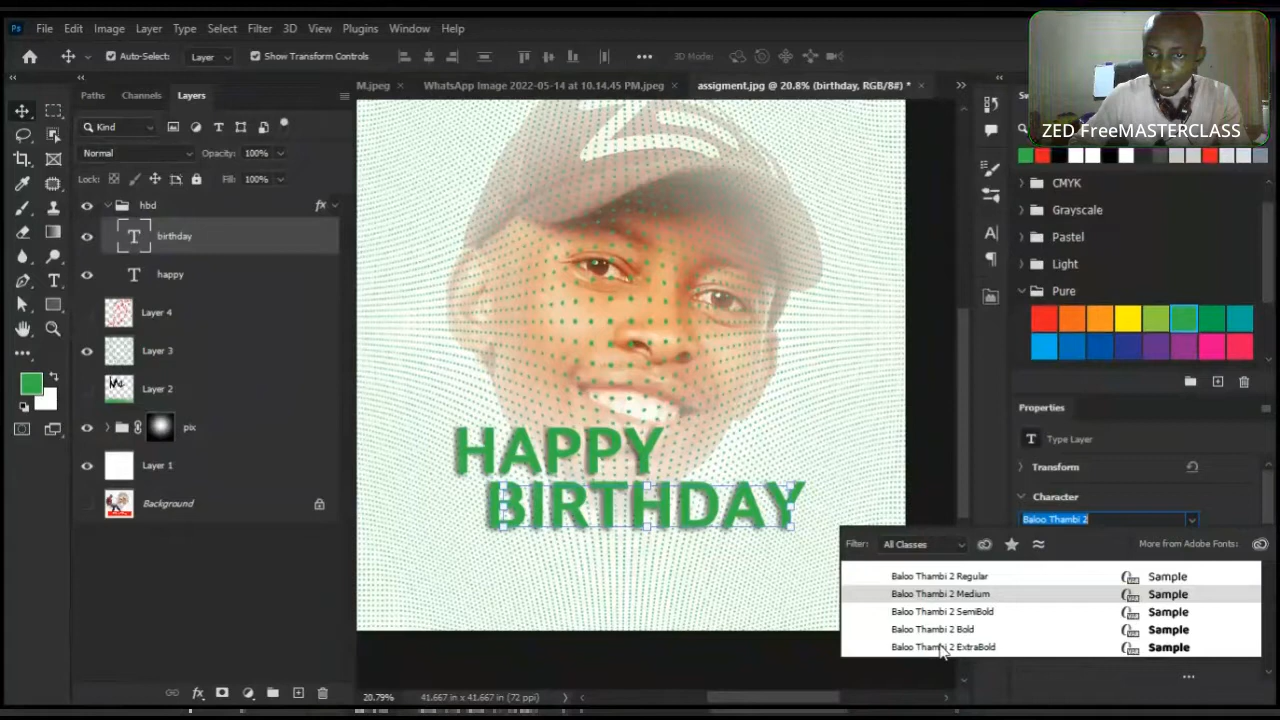 Ps File Edit Image Layer Type Select Filter 3D Plugins Window Help
Auto-Select: Layer Show Transform Controls 3D Mode:
ZED FreeMASTERCLASS
Paths Channels Layers
M.jpeg × WhatsApp Image 2022-05-14 at 10.14.45 PM.jpeg × assigment.jpg @ 20.8% (birthday, RGB/8#) * ×
Kind
Normal Opacity: 100%
Lock: Fill: 100%
hbd fx
birthday
happy
Layer 4
Layer 3
Layer 2
pix
Layer 1
Background
HAPPY
BIRTHDAY
20.79% 41.667 in x 41.667 in (72 ppi)
CMYK
Grayscale
Pastel
Light
Pure
Properties
Type Layer
Transform
Character
Baloo Thambi 2
Filter: All Classes More from Adobe Fonts:
Baloo Thambi 2 Regular Sample
Baloo Thambi 2 Medium Sample
Baloo Thambi 2 SemiBold Sample
Baloo Thambi 2 Bold Sample
Baloo Thambi 2 ExtraBold Sample